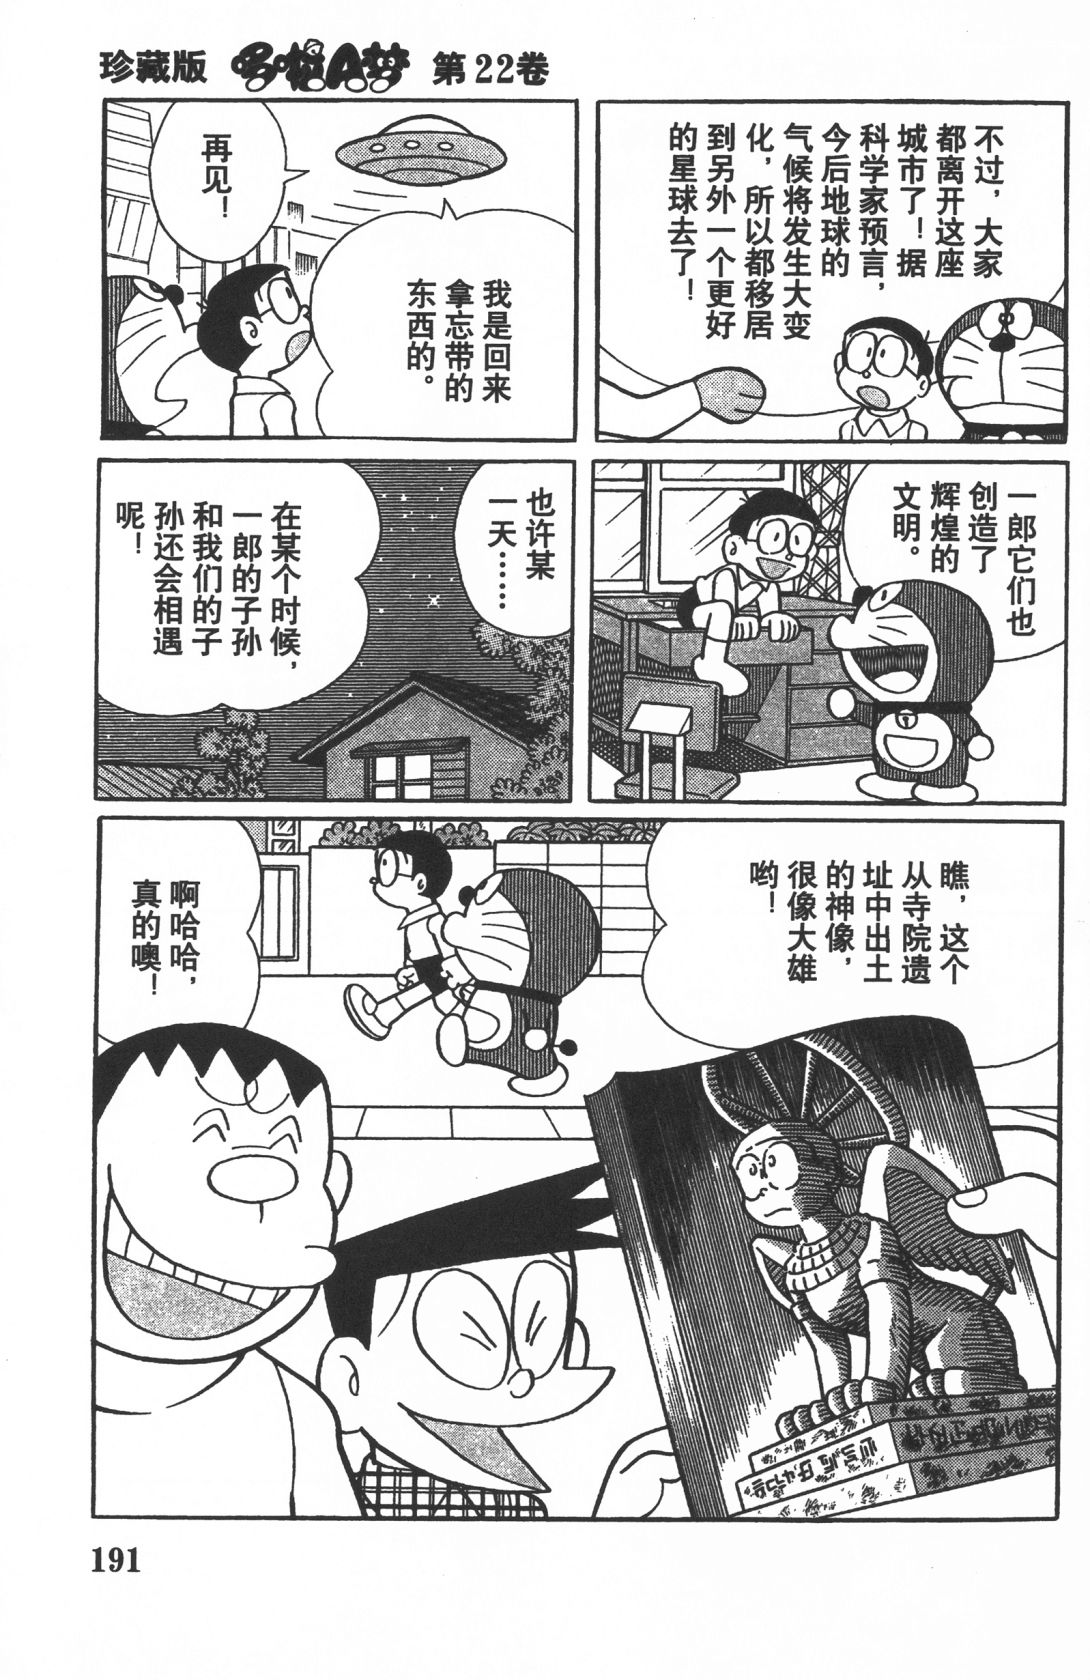 珍藏版 哆啦A梦 第22卷
不过，大家
都离开这座
城市了！据
科学家预言，
今后地球的
气候将发生大变
化，所以都移居
到另外一个更好
的星球去了！
我是回来
拿忘带的
东西的。
再见！
一郎它们也
创造了
辉煌的
文明。
也许某
一天……
在某个时候，
一郎的子孙
和我们的子
孙还会相遇
呢！
瞧，这个
从寺院遗
址中出土
的神像，
很像大雄
哟！
啊哈哈，
真的噢！
191